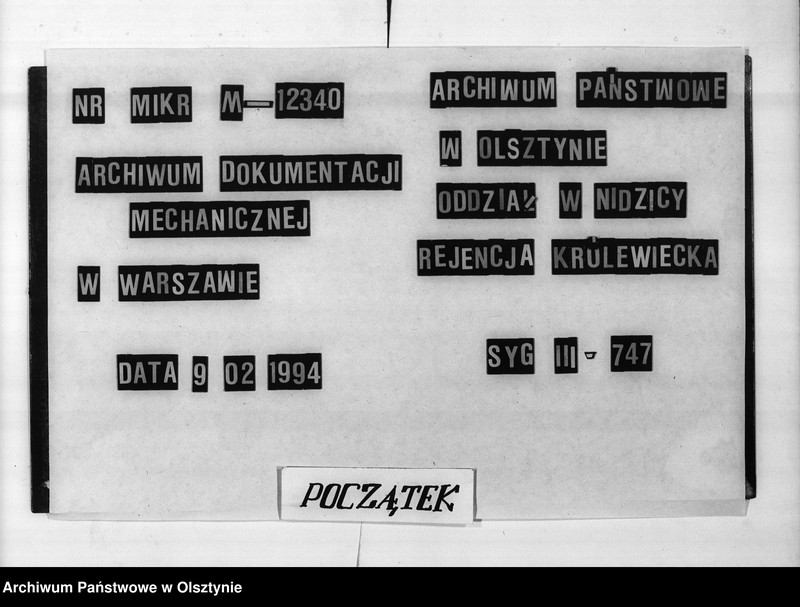 NR MIKR M—12340
ARCHIWUM DOKUMENTACJI
MECHANICZNEJ
W WARSZAWIE
DATA 9 02 1994
ARCHIWUM PAŃSTWOWE
W OLSZTYNIE
ODDZIAŁ W NIDZICY
REJENCJA KRÓLEWIECKA
SYG III - 747
POCZĄTEK
Archiwum Państwowe w Olsztynie